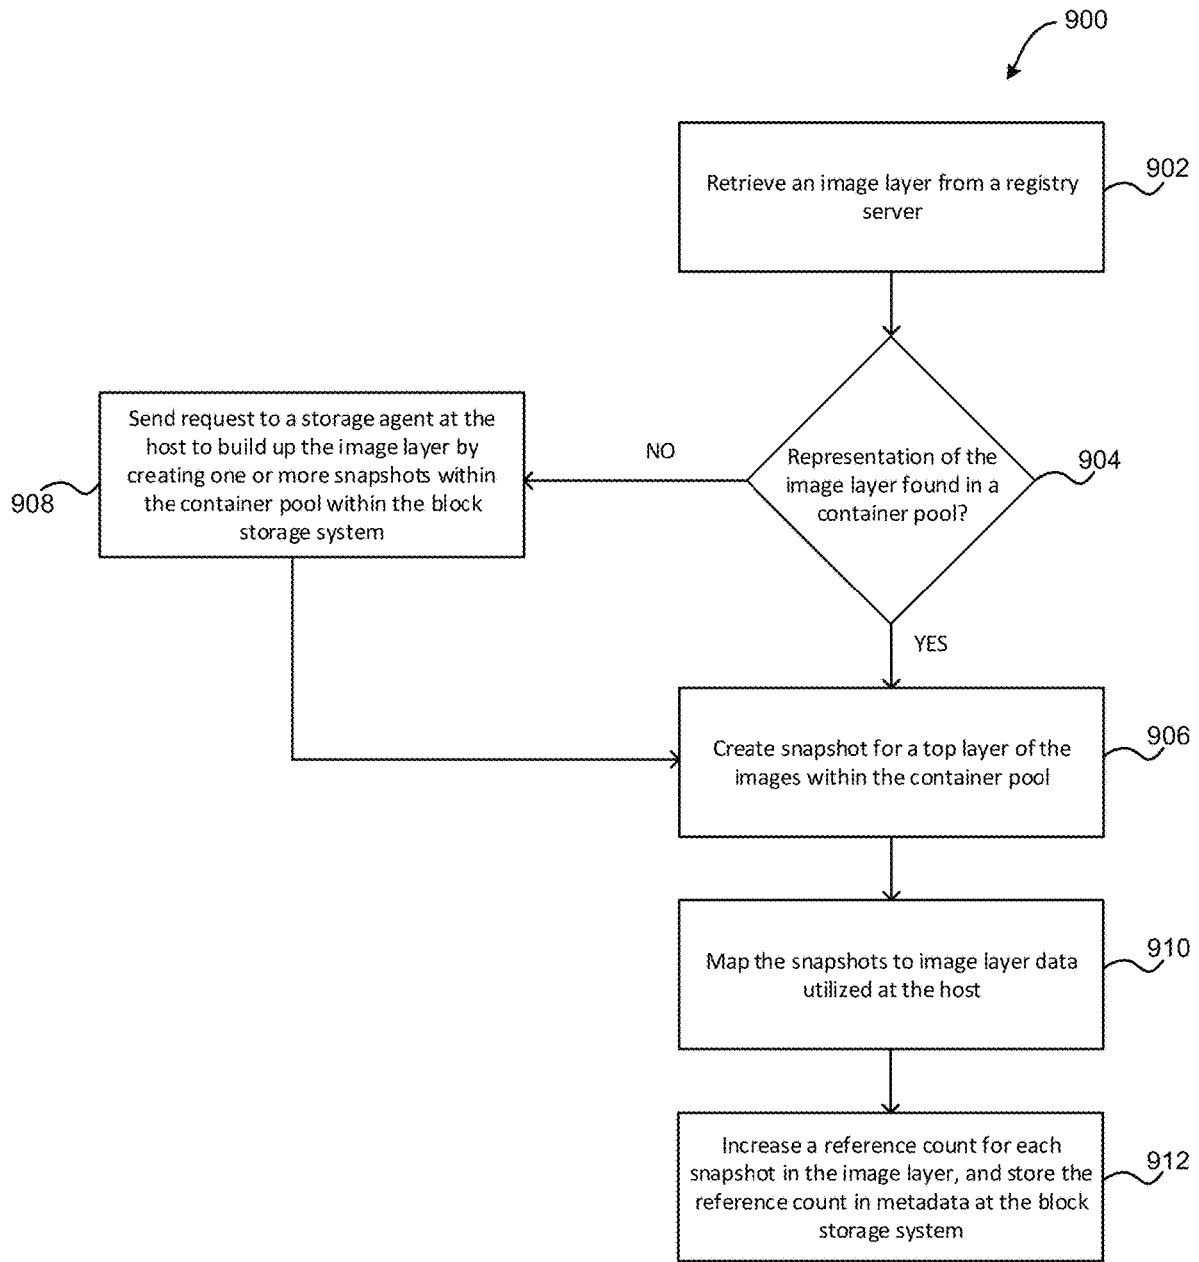 900
Retrieve an image layer from a registry
server
902
Representation of the
image layer found in a
container pool?
904
NO
Send request to a storage agent at the
host to build up the image layer by
creating one or more snapshots within
the container pool within the block
storage system
908
YES
Create snapshot for a top layer of the
images within the container pool
906
Map the snapshots to image layer data
utilized at the host
910
Increase a reference count for each
snapshot in the image layer, and store the
reference count in metadata at the block
storage system
912